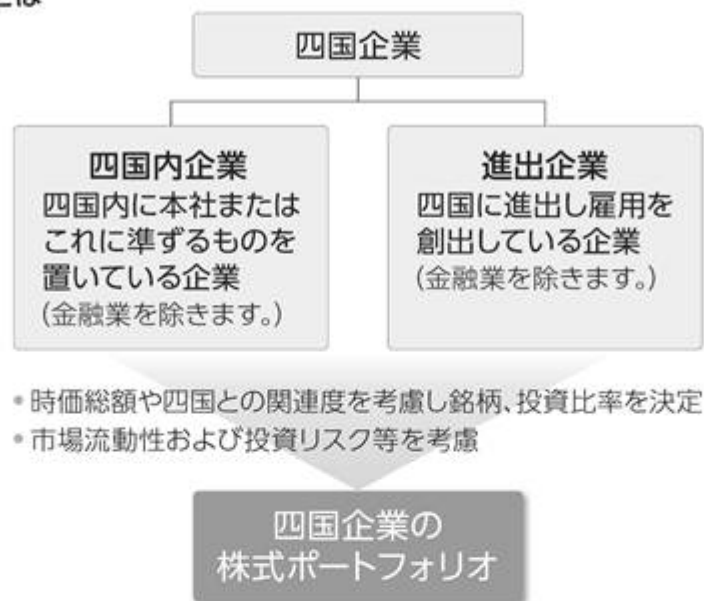 とは
四国企業
四国内企業
四国内に本社または
これに準ずるものを
置いている企業
(金融業を除きます。)
進出企業
四国に進出し雇用を
創出している企業
(金融業を除きます。)
• 時価総額や四国との関連度を考慮し銘柄、投資比率を決定
• 市場流動性および投資リスク等を考慮
四国企業の
株式ポートフォリオ